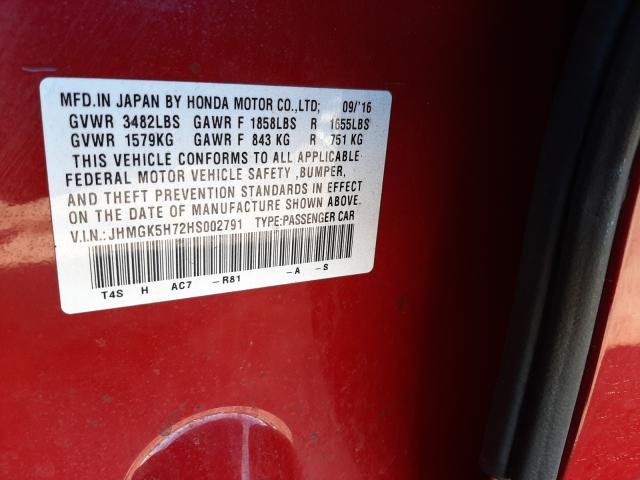 MFD.IN JAPAN BY HONDA MOTOR CO.,LTD; 09/'16
GVWR 3482LBS GAWR F 1858LBS R 1655LBS
GVWR 1579KG GAWR F 843 KG R 751 KG
THIS VEHICLE CONFORMS TO ALL APPLICABLE
FEDERAL MOTOR VEHICLE SAFETY ,BUMPER,
AND THEFT PREVENTION STANDARDS IN EFFECT
ON THE DATE OF MANUFACTURE SHOWN ABOVE.
V.I.N.: JHMGK5H72HS002791 TYPE:PASSENGER CAR
T4S H AC7 -R81 -A -S